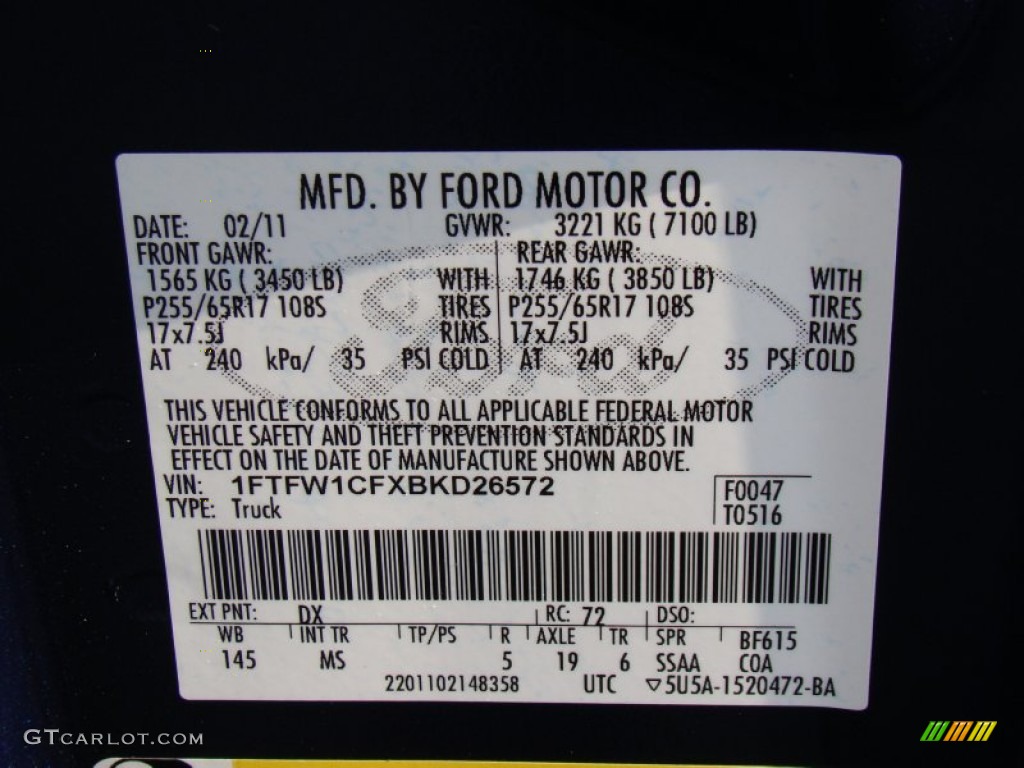 MFD. BY FORD MOTOR CO.
DATE: 02/11 GVWR: 3221 KG ( 7100 LB)
FRONT GAWR: REAR GAWR:
1565 KG ( 3450 LB) WITH 1746 KG ( 3850 LB) WITH
P255/65R17 108S TIRES P255/65R17 108S TIRES
17x7.5J RIMS 17x7.5J RIMS
AT 240 kPa/ 35 PSI COLD AT 240 kPa/ 35 PSI COLD
Ford
THIS VEHICLE CONFORMS TO ALL APPLICABLE FEDERAL MOTOR
VEHICLE SAFETY AND THEFT PREVENTION STANDARDS IN
EFFECT ON THE DATE OF MANUFACTURE SHOWN ABOVE.
VIN: 1FTFW1CFXBKD26572 F0047
TYPE: Truck T0516
EXT PNT: DX RC: 72 DSO:
WB INT TR TP/PS R AXLE TR SPR BF615
145 MS 5 19 6 SSAA COA
2201102148358 UTC ▽5U5A-1520472-BA
GTCARLOT.COM